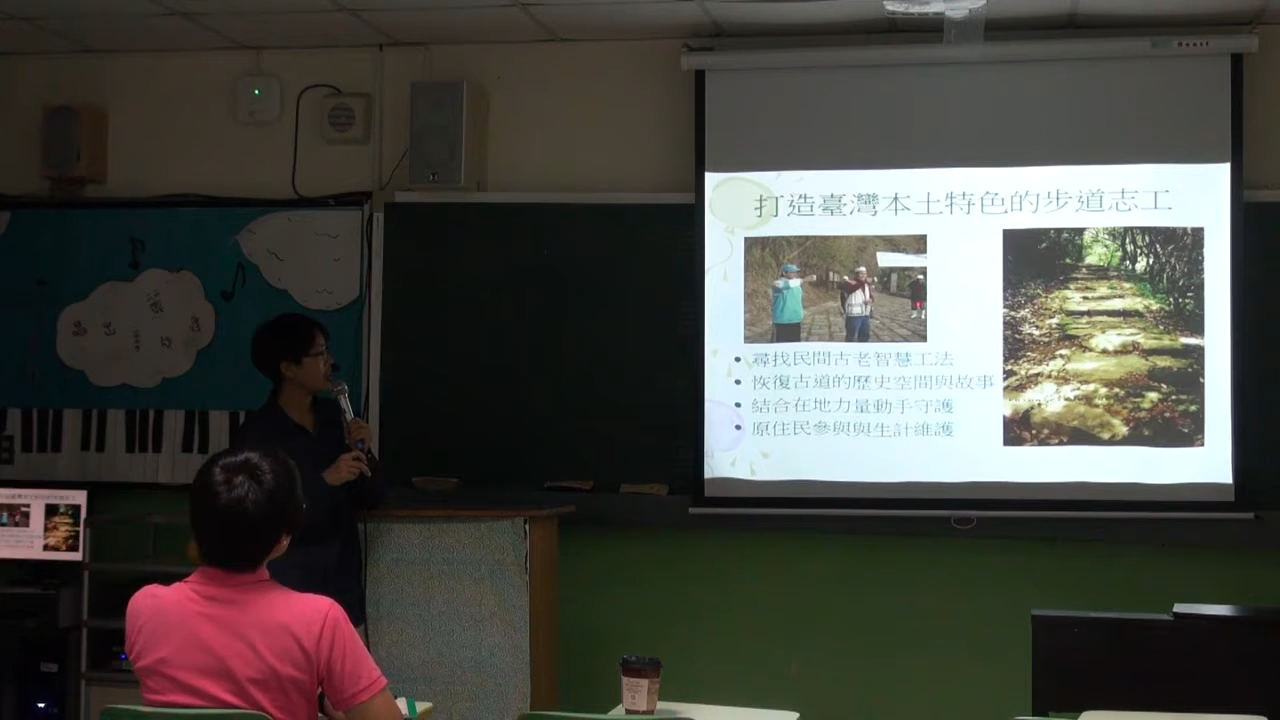 打造臺灣本土特色的步道志工
• 尋找民間古老智慧工法
• 恢復古道的歷史空間與故事
• 結合在地力量動手守護
• 原住民參與與生計維護